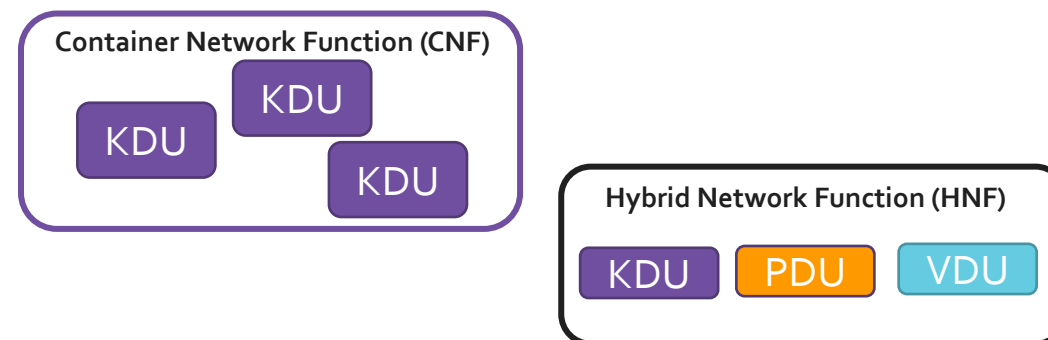 Container Network Function (CNF)
KDU
KDU
KDU
Hybrid Network Function (HNF)
KDU PDU VDU